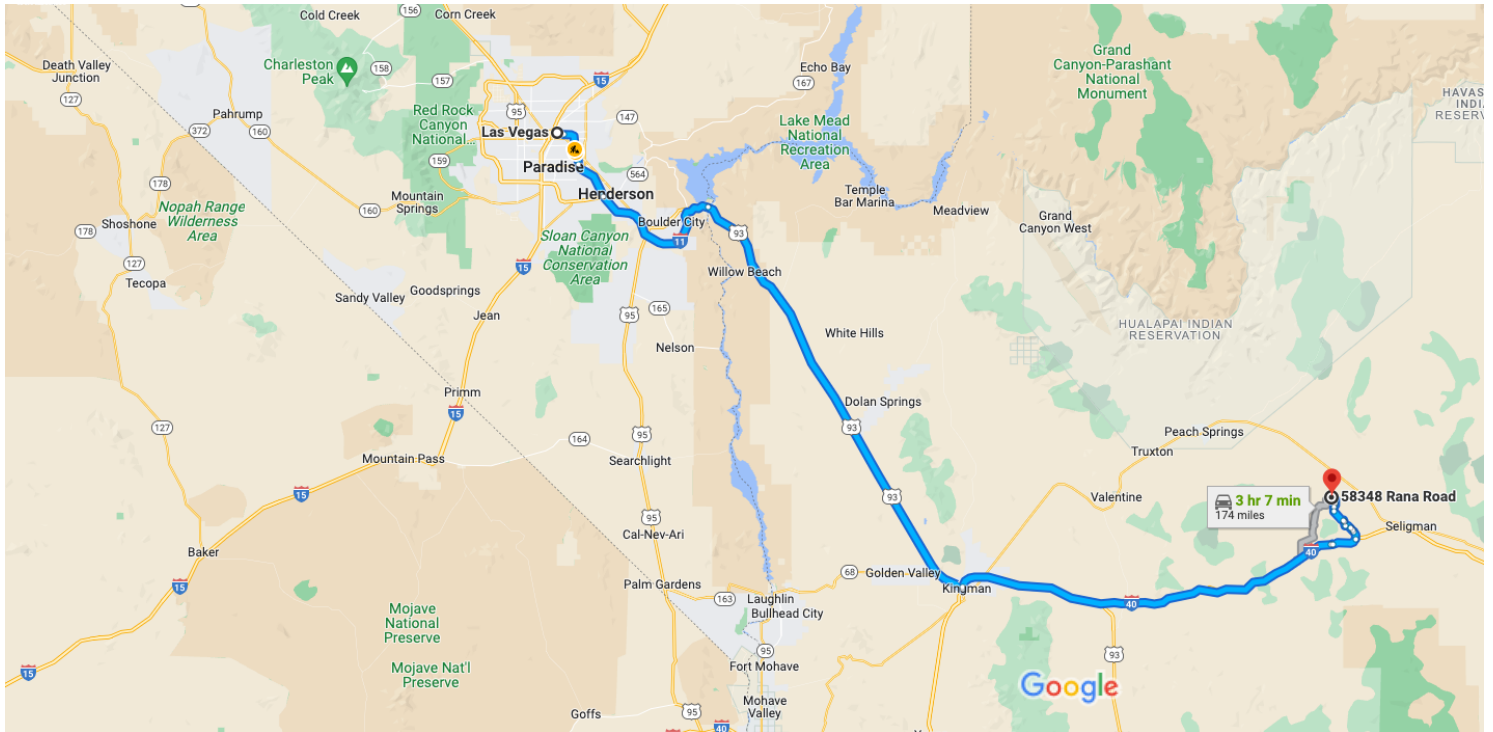 Cold Creek
156
Corn Creek
Death Valley
Junction
Charleston
Peak
158
15
Echo Bay
167
Grand
Canyon-Parashant
National
Monument
127
157
95
Pahrump
Red Rock
Canyon
National...
147
Lake Mead
National
Recreation
Area
372
160
Las Vegas
159
Paradise
564
178
Mountain
Springs
Henderson
Temple
Bar Marina
Meadview
Nopah Range
Wilderness
Area
160
Shoshone
178
Boulder City
Grand
Canyon West
Sloan Canyon
National
Conservation
Area
11
93
127
15
Willow Beach
Tecopa
Sandy Valley
Goodsprings
Jean
95
165
White Hills
HUALAPAI INDIAN
RESERVATION
Nelson
Primm
15
Dolan Springs
127
164
95
93
Peach Springs
Mountain Pass
Searchlight
Truxton
15
93
Valentine
3 hr 7 min
174 miles
58348 Rana Road
95
Seligman
Baker
Cal-Nev-Ari
40
15
Palm Gardens
68
Golden Valley
Kingman
163
Laughlin
Bullhead City
40
Mojave
National
Preserve
95
93
15
Mojave Nat'l
Preserve
Fort Mohave
Google
Goffs
95
Mohave
Valley
40